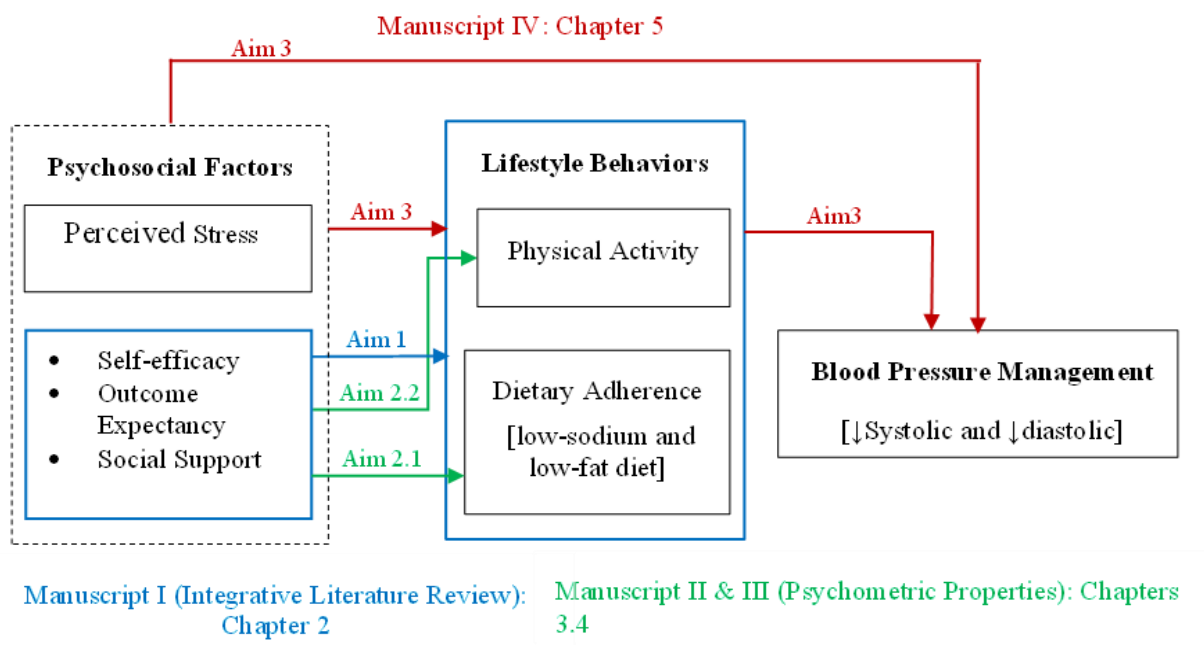 Manuscript IV: Chapter 5
Aim 3
Psychosocial Factors
Perceived Stress
• Self-efficacy
• Outcome
Expectancy
• Social Support
Aim 3
Aim 1
Aim 2.2
Aim 2.1
Lifestyle Behaviors
Physical Activity
Dietary Adherence
[low-sodium and
low-fat diet]
Aim3
Blood Pressure Management
[↓Systolic and ↓diastolic]
Manuscript I (Integrative Literature Review):
Chapter 2
Manuscript II & III (Psychometric Properties): Chapters
3.4